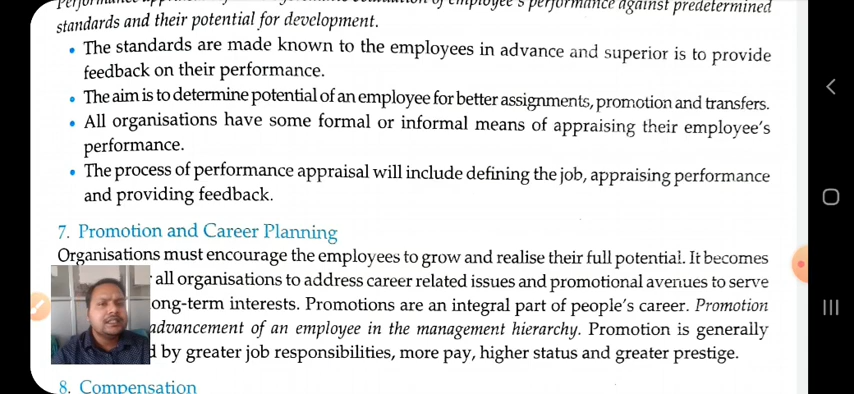 employee's performance against predetermined
standards and their potential for development.
• The standards are made known to the employees in advance and superior is to provide
feedback on their performance.
• The aim is to determine potential of an employee for better assignments, promotion and transfers.
• All organisations have some formal or informal means of appraising their employee's
performance.
• The process of performance appraisal will include defining the job, appraising performance
and providing feedback.
7. Promotion and Career Planning
Organisations must encourage the employees to grow and realise their full potential. It becomes
all organisations to address career related issues and promotional avenues to serve
long-term interests. Promotions are an integral part of people's career. Promotion
advancement of an employee in the management hierarchy. Promotion is generally
by greater job responsibilities, more pay, higher status and greater prestige.
8. Compensation